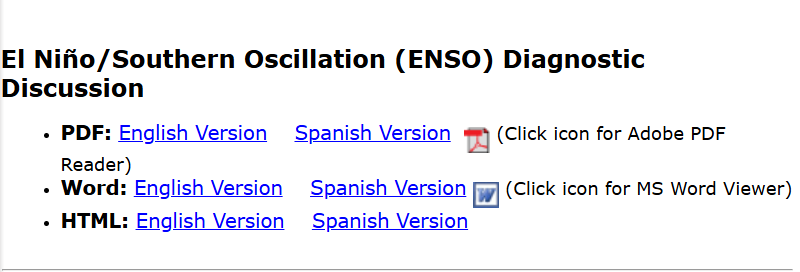 El Niño/Southern Oscillation (ENSO) Diagnostic
Discussion
• PDF: English Version Spanish Version (Click icon for Adobe PDF
Reader)
• Word: English Version Spanish Version (Click icon for MS Word Viewer)
• HTML: English Version Spanish Version